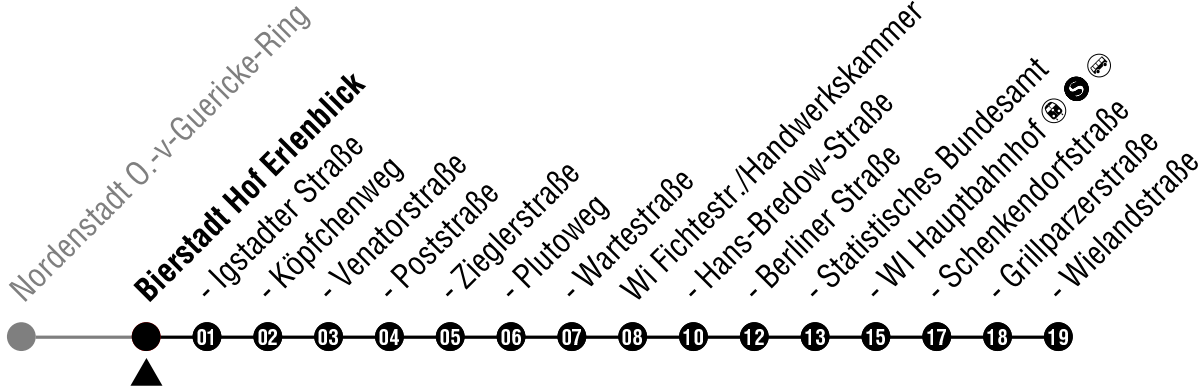 Nordenstadt O.-v-Guericke-Ring
Bierstadt Hof Erlenblick
- Igstadter Straße
- Köpfchenweg
- Venatorstraße
- Poststraße
- Zieglerstraße
- Plutoweg
- Wartestraße
Wi Fichtestr./Handwerkskammer
- Hans-Bredow-Straße
- Berliner Straße
- Statistisches Bundesamt
- WI Hauptbahnhof S
- Schenkendorfstraße
- Grillparzerstraße
- Wielandstraße
01 02 03 04 05 06 07 08 10 12 13 15 17 18 19